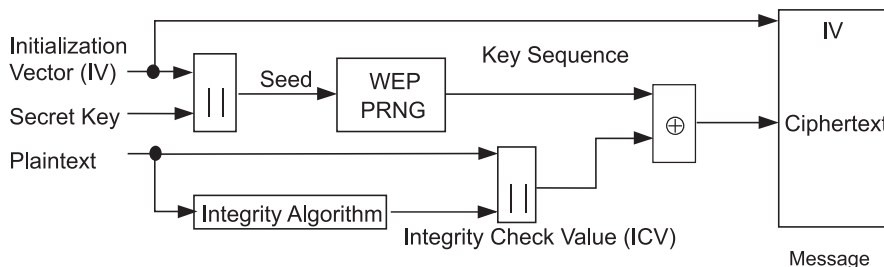 Initialization
Vector (IV)
Secret Key
Plaintext
||
Seed
WEP
PRNG
Key Sequence
Integrity Algorithm
||
Integrity Check Value (ICV)
⊕
IV
Ciphertext
Message